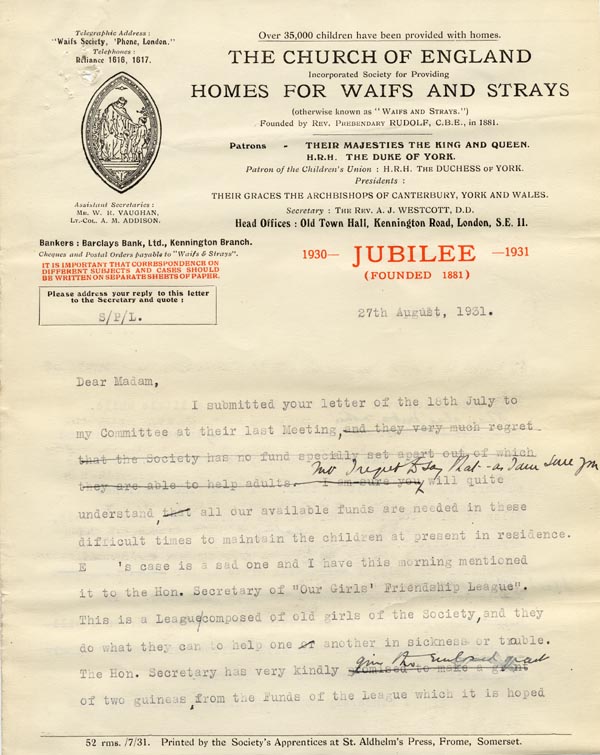 Telegraphic Address:
"Waifs Society, 'Phone, London."
Telephones:
Reliance 1616, 1617.
Over 35,000 children have been provided with homes.
THE CHURCH OF ENGLAND
Incorporated Society for Providing
HOMES FOR WAIFS AND STRAYS
(otherwise known as "WAIFS AND STRAYS.")
Founded by REV. PREBENDARY RUDOLF, C.B.E., in 1881.
Patrons - THEIR MAJESTIES THE KING AND QUEEN.
H.R.H. THE DUKE OF YORK.
Patron of the Children's Union : H.R.H. THE DUCHESS OF YORK.
Presidents :
THEIR GRACES THE ARCHBISHOPS OF CANTERBURY, YORK AND WALES.
Secretary : THE REV. A. J. WESTCOTT, D.D.
Head Offices : Old Town Hall, Kennington Road, London, S.E. 11.
Assistant Secretaries:
MR. W. R. VAUGHAN,
LT.-COL. A. M. ADDISON.
Bankers : Barclays Bank, Ltd., Kennington Branch.
Cheques and Postal Orders payable to "Waifs & Strays".
IT IS IMPORTANT THAT CORRESPONDENCE ON
DIFFERENT SUBJECTS AND CASES SHOULD
BE WRITTEN ON SEPARATE SHEETS OF PAPER.
1930— JUBILEE —1931
(FOUNDED 1881)
Please address your reply to this letter
to the Secretary and quote :
S/P/L.
27th August, 1931.
Dear Madam,
I submitted your letter of the 18th July to
my Committee at their last Meeting, and they very much regret
that the Society has no fund specially set apart out of which
I regret to say that - as I am sure you
they are able to help adults. I am sure you will quite
understand, that all our available funds are needed in these
difficult times to maintain the children at present in residence.
E 's case is a sad one and I have this morning mentioned
it to the Hon. Secretary of "Our Girls' Friendship League".
This is a League composed of old girls of the Society, and they
do what they can to help one or another in sickness or truble.
give the enclosed grant
The Hon. Secretary has very kindly promised to make a grant
of two guineas, from the Funds of the League which it is hoped
52 rms. /7/31. Printed by the Society's Apprentices at St. Aldhelm's Press, Frome, Somerset.